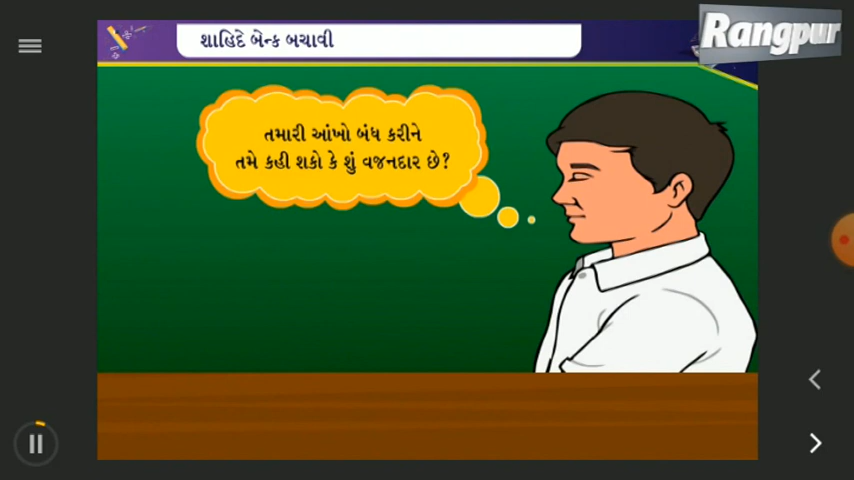 શાહિદે બેન્ક બચાવી
Rangpur
તમારી આંખો બંધ કરીને
તમે કહી શકો કે શું વજનદાર છે?